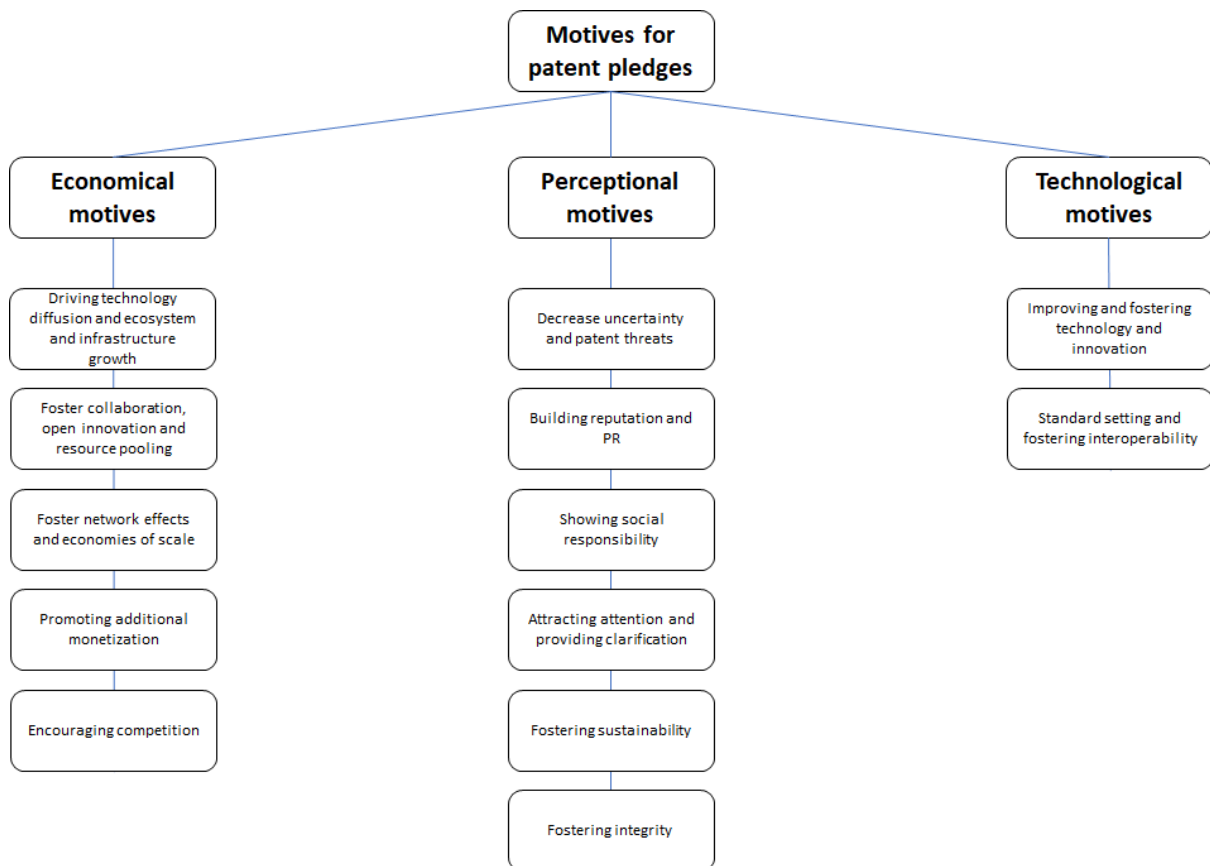 Motives for
patent pledges
Economical
motives
Perceptional
motives
Technological
motives
Driving technology
diffusion and ecosystem
and infrastructure
growth
Foster collaboration,
open innovation and
resource pooling
Foster network effects
and economies of scale
Promoting additional
monetization
Encouraging competition
Decrease uncertainty
and patent threats
Building reputation and
PR
Showing social
responsibility
Attracting attention and
providing clarification
Fostering sustainability
Fostering integrity
Improving and fostering
technology and
innovation
Standard setting and
fostering interoperability